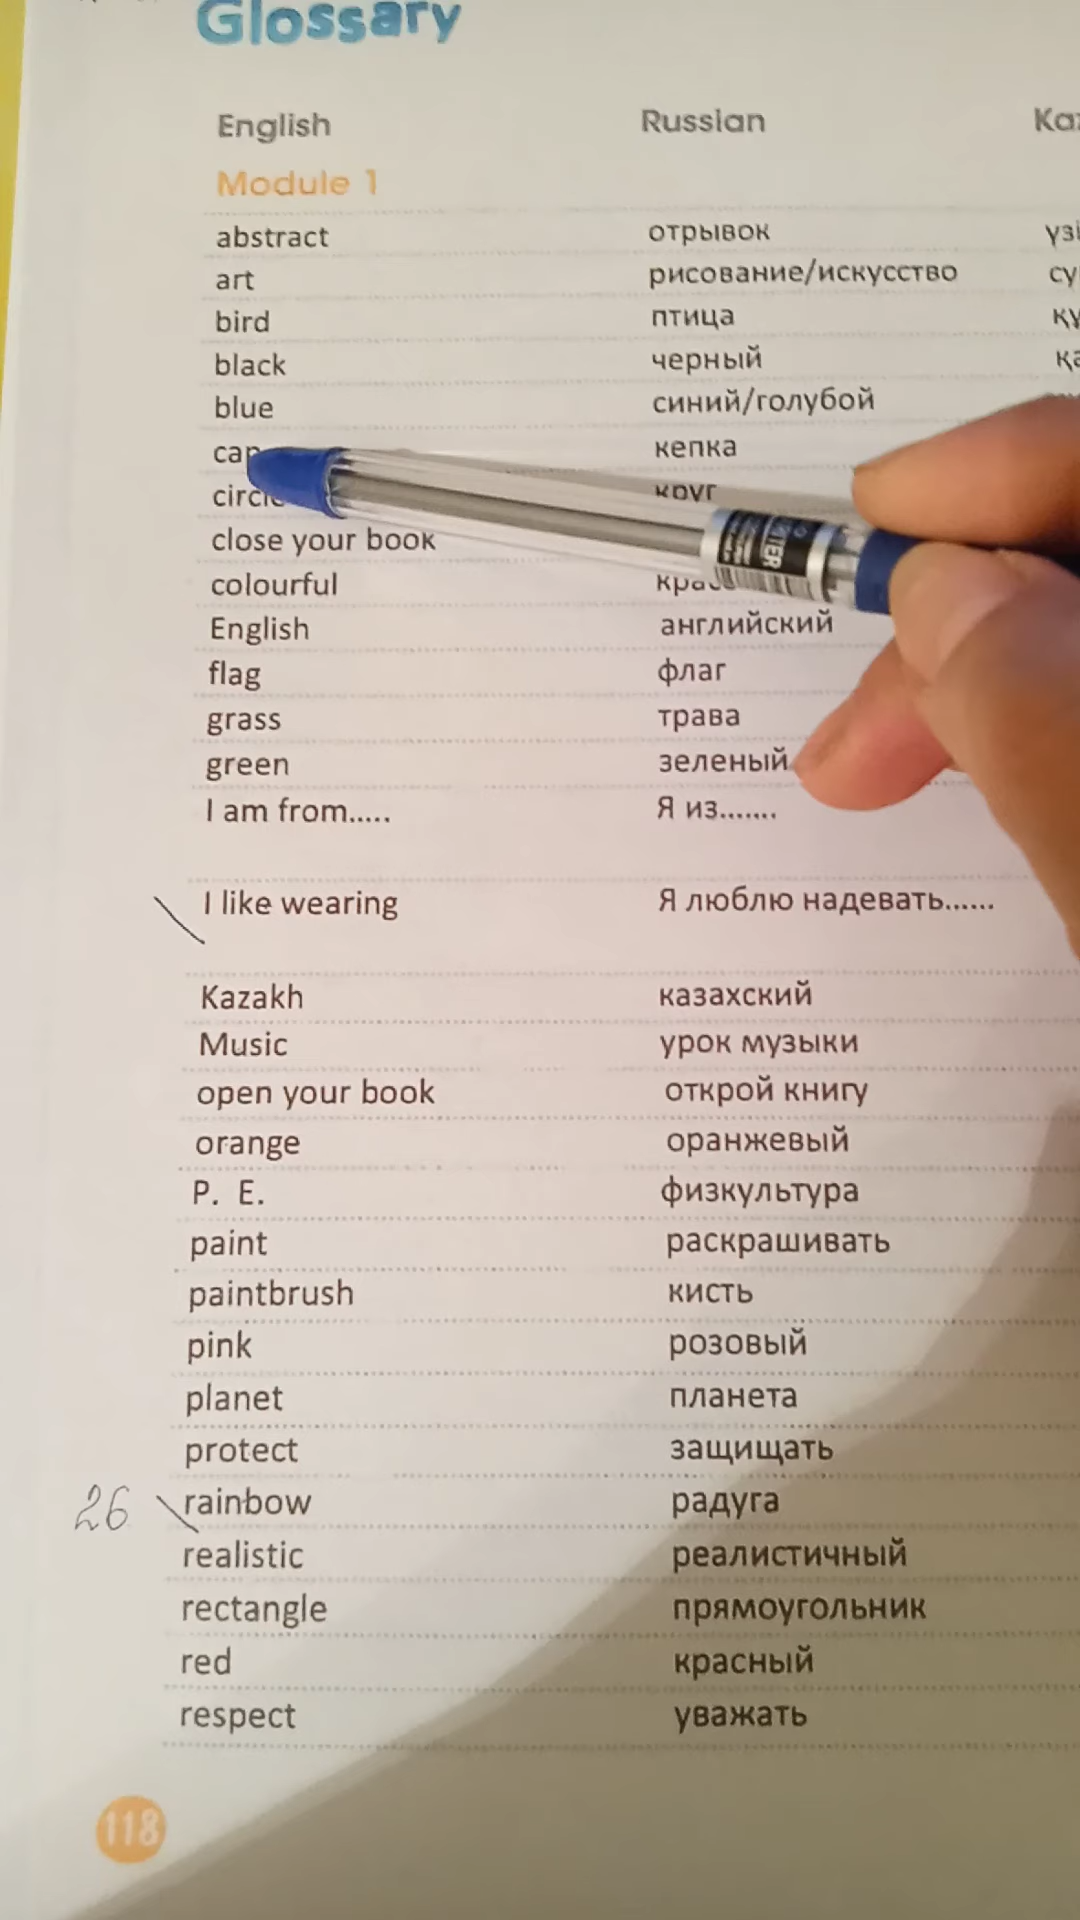 Glossary
English Russian
Module 1
abstract отрывок
art рисование/искусство
bird птица
black черный
blue синий/голубой
cap кепка
circle круг
close your book
colourful
English английский
flag флаг
grass трава
green зеленый
I am from..... Я из.......
I like wearing Я люблю надевать......
Kazakh казахский
Music урок музыки
open your book открой книгу
orange оранжевый
P. E. физкультура
paint раскрашивать
paintbrush кисть
pink розовый
planet планета
protect защищать
26 rainbow радуга
realistic реалистичный
rectangle прямоугольник
red красный
respect уважать
118